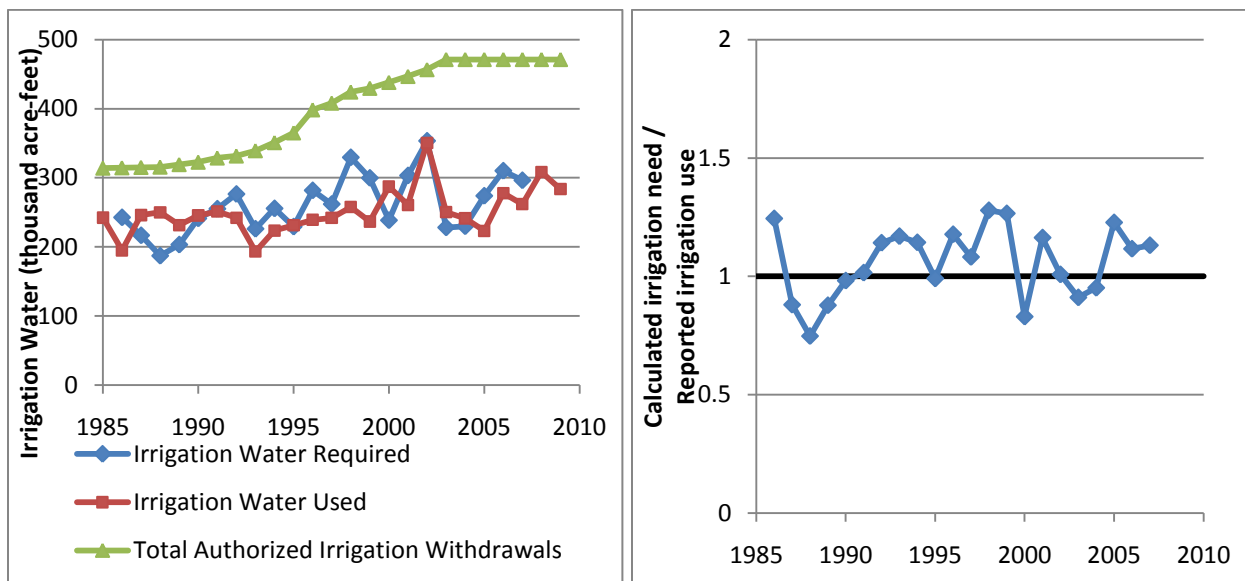 Irrigation Water (thousand acre-feet)
500
400
300
200
100
0
1985 1990 1995 2000 2005 2010
Irrigation Water Required
Irrigation Water Used
Total Authorized Irrigation Withdrawals
Calculated irrigation need /
Reported irrigation use
2
1.5
1
0.5
0
1985 1990 1995 2000 2005 2010